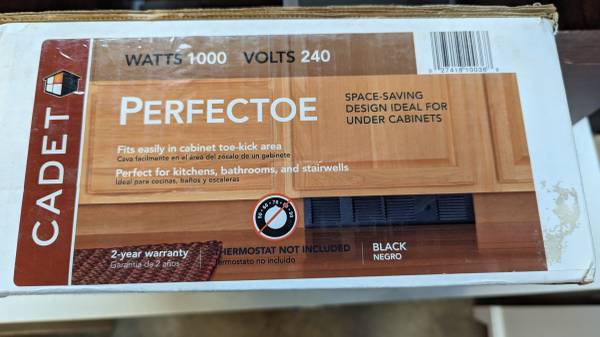 WATTS 1000 VOLTS 240
CADET
PERFECTOE
SPACE-SAVING
DESIGN IDEAL FOR
UNDER CABINETS
Fits easily in cabinet toe-kick area
Cava facilmente en el área del zócalo de un gabinete
Perfect for kitchens, bathrooms, and stairwells
Ideal para cocinas, baños y escaleras
2-year warranty
Garantía de 2 años
THERMOSTAT NOT INCLUDED
Termostato no incluido
BLACK
NEGRO